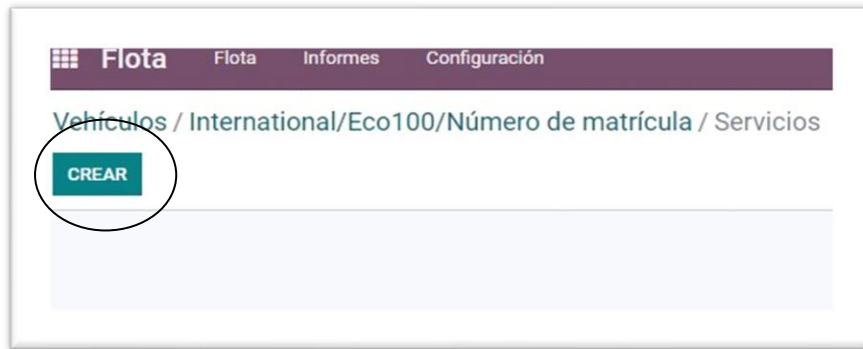 Flota Flota Informes Configuración
Vehículos / International/Eco100/Número de matrícula / Servicios
CREAR